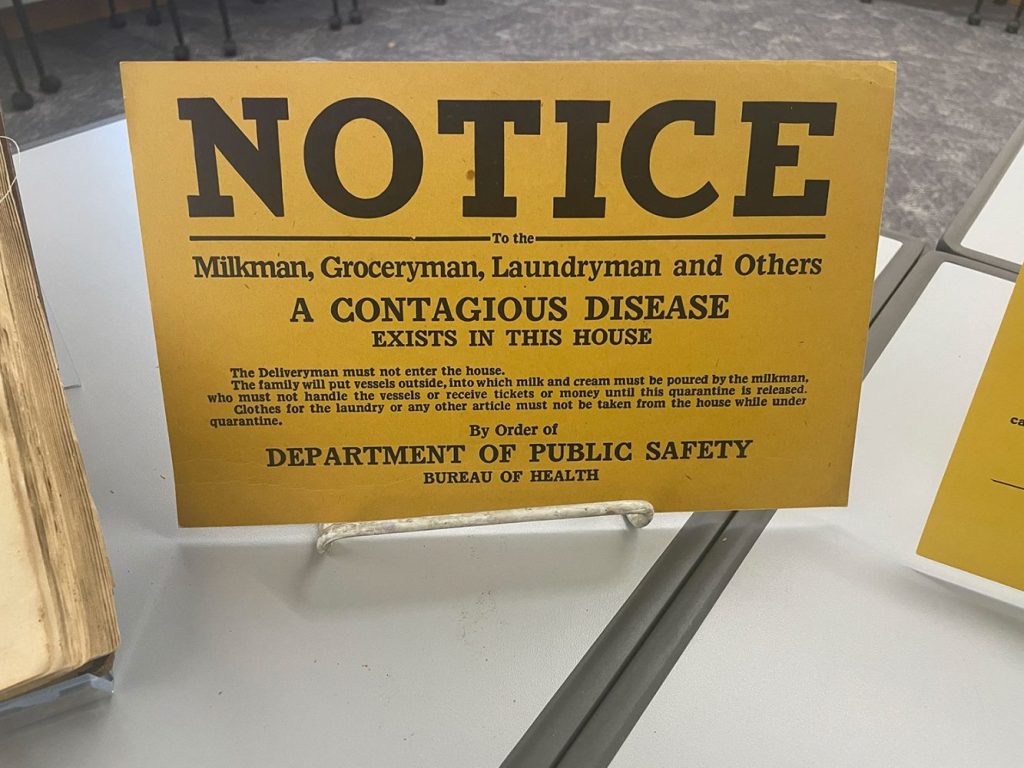 NOTICE
To the
Milkman, Groceryman, Laundryman and Others
A CONTAGIOUS DISEASE
EXISTS IN THIS HOUSE
The Deliveryman must not enter the house.
The family will put vessels outside, into which milk and cream must be poured by the milkman,
who must not handle the vessels or receive tickets or money until this quarantine is released.
Clothes for the laundry or any other article must not be taken from the house while under
quarantine.
By Order of
DEPARTMENT OF PUBLIC SAFETY
BUREAU OF HEALTH